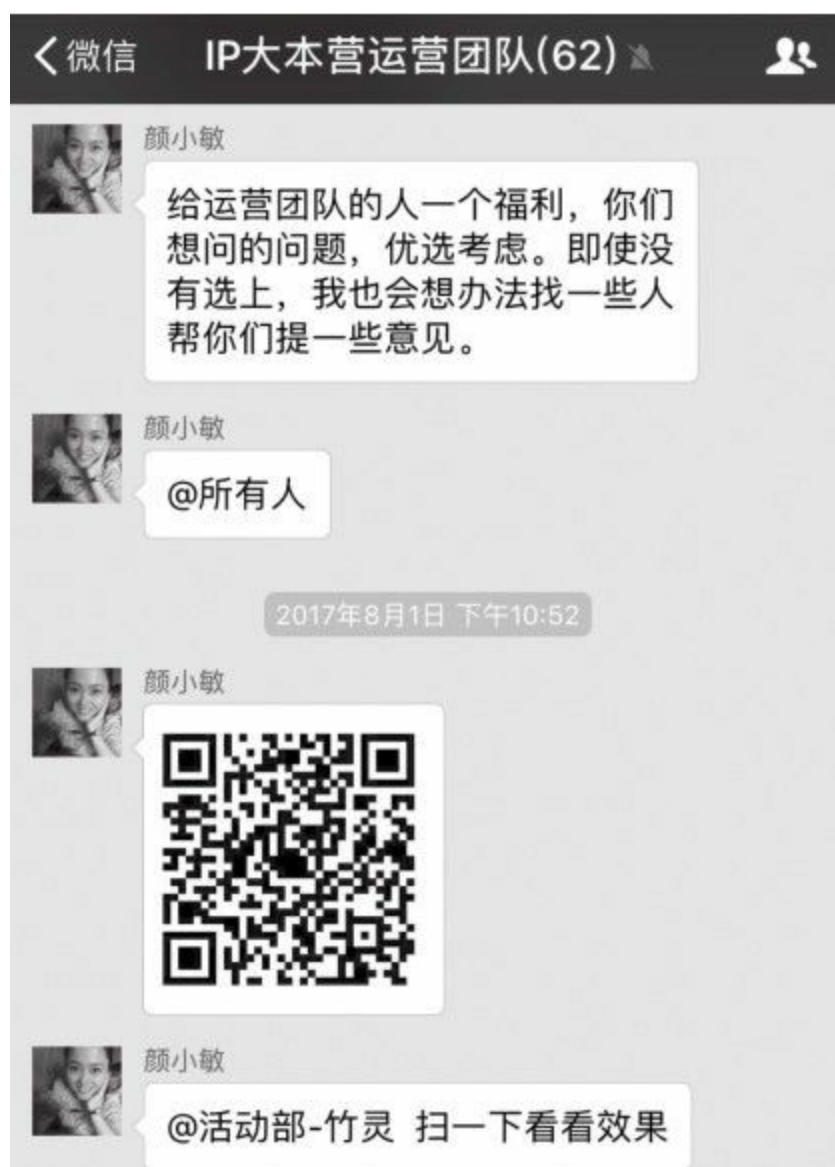 微信
IP大本营运营团队(62)
颜小敏
给运营团队的人一个福利，你们
想问的问题，优选考虑。即使没
有选上，我也会想办法找一些人
帮你们提一些意见。
颜小敏
@所有人
2017年8月1日 下午10:52
颜小敏
颜小敏
@活动部-竹灵 扫一下看看效果